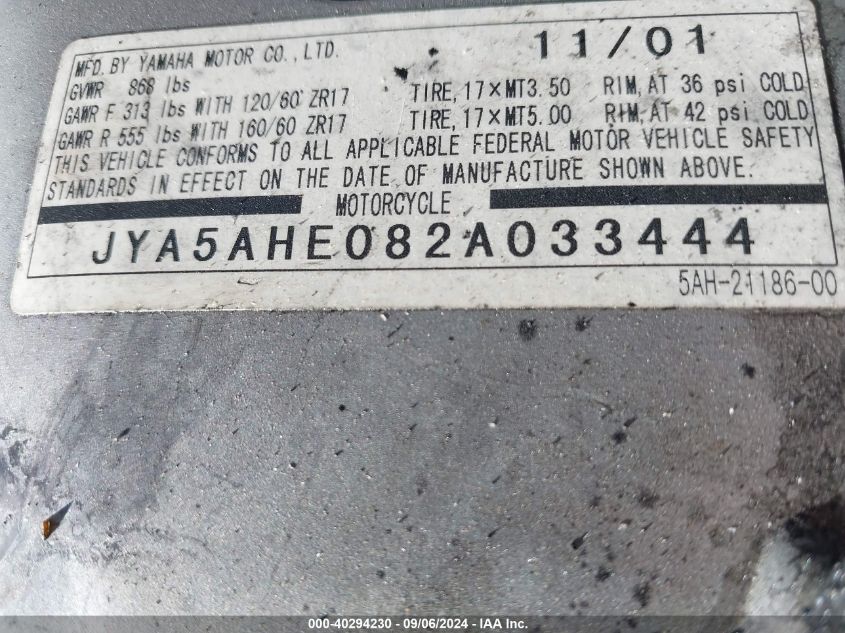 MFD. BY YAMAHA MOTOR CO., LTD. 11/01
GVWR 868 lbs
GAWR F 313 lbs WITH 120/60 ZR17 TIRE, 17×MT3.50 RIM, AT 36 psi COLD
GAWR R 555 lbs WITH 160/60 ZR17 TIRE, 17×MT5.00 RIM, AT 42 psi COLD
THIS VEHICLE CONFORMS TO ALL APPLICABLE FEDERAL MOTOR VEHICLE SAFETY
STANDARDS IN EFFECT ON THE DATE OF MANUFACTURE SHOWN ABOVE.
MOTORCYCLE
JYA5AHE082A033444
5AH-21186-00
000-40294230 - 09/06/2024 - IAA Inc.